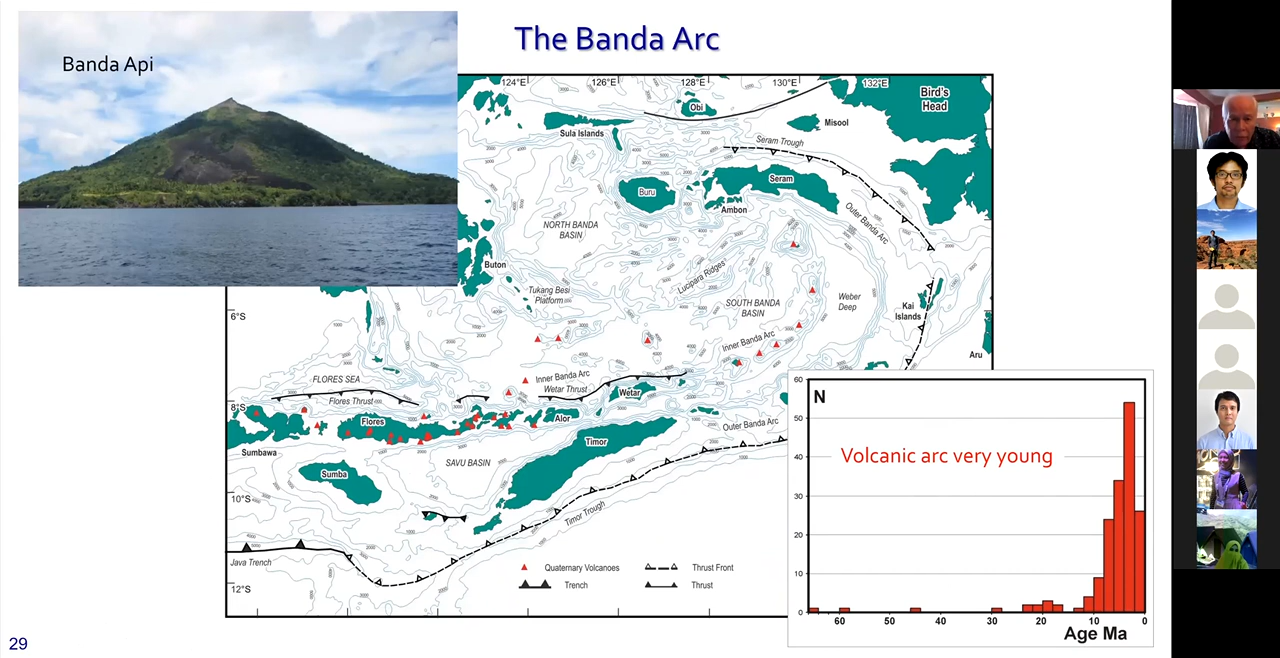 The Banda Arc
Banda Api
124°E
126°E
128°E
130°E
132°E
Bird's
Head
Obi
Misool
Sula Islands
Seram Trough
Seram
Buru
Ambon
Outer Banda Arc
NORTH BANDA
BASIN
Buton
Lucipara Ridges
Tukang Besi
Platform
SOUTH BANDA
BASIN
Weber
Deep
Kai
Islands
6°S
Inner Banda Arc
Aru
FLORES SEA
Inner Banda Arc
Wetar Thrust
Flores Thrust
Wetar
8°S
Flores
Alor
Outer Banda Arc
Sumbawa
Timor
SAVU BASIN
Sumba
10°S
Timor Trough
Java Trench
12°S
Quaternary Volcanoes
Thrust Front
Trench
Thrust
N
Volcanic arc very young
60
50
40
30
20
10
0
60
50
40
30
20
10
0
Age Ma
29